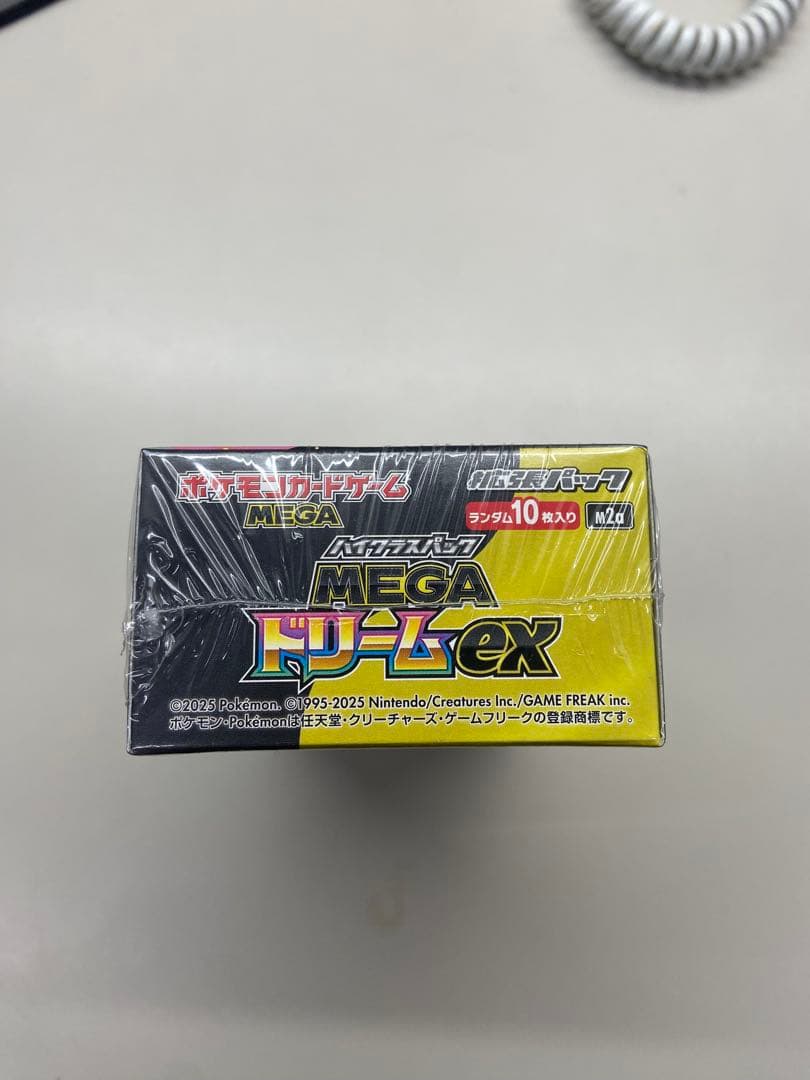 ポケモンカードゲーム
MEGA
拡張パック
ランダム10枚入り
M2a
ハイクラスパック
MEGA
ドリームex
©2025 Pokémon. ©1995-2025 Nintendo/Creatures Inc./GAME FREAK inc.
ポケモン・Pokémonは任天堂・クリーチャーズ・ゲームフリークの登録商標です。